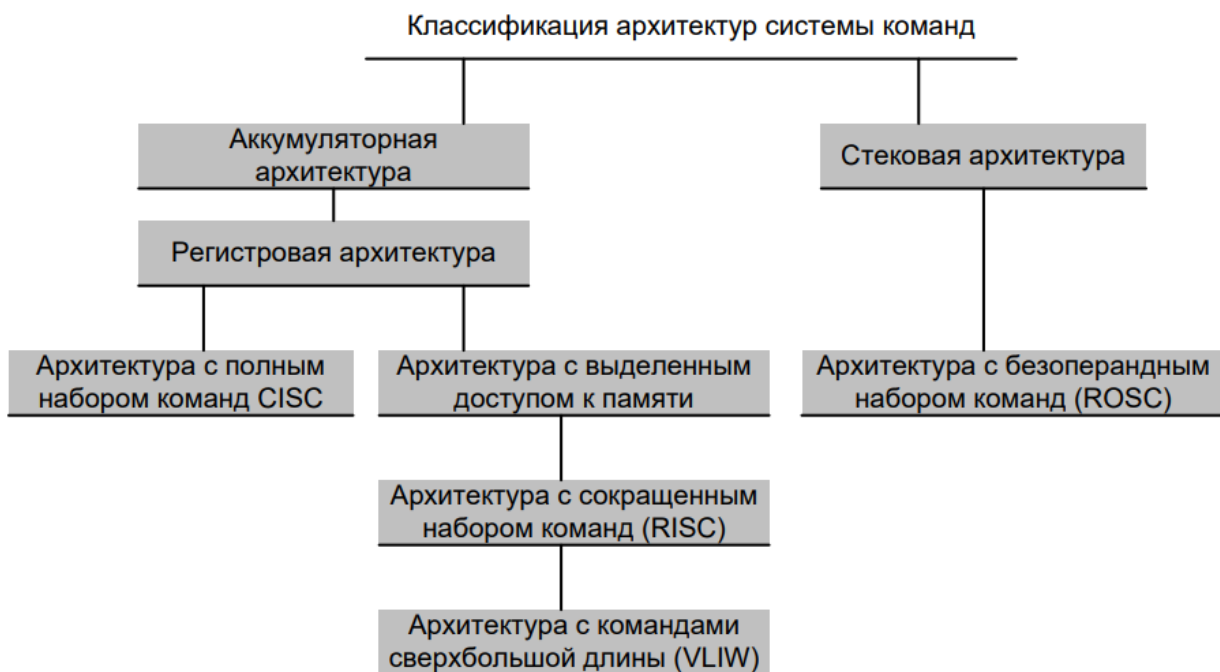 Классификация архитектур системы команд
Аккумуляторная
архитектура
Стековая архитектура
Регистровая архитектура
Архитектура с полным
набором команд CISC
Архитектура с выделенным
доступом к памяти
Архитектура с безоперандным
набором команд (ROSC)
Архитектура с сокращенным
набором команд (RISC)
Архитектура с командами
сверхбольшой длины (VLIW)